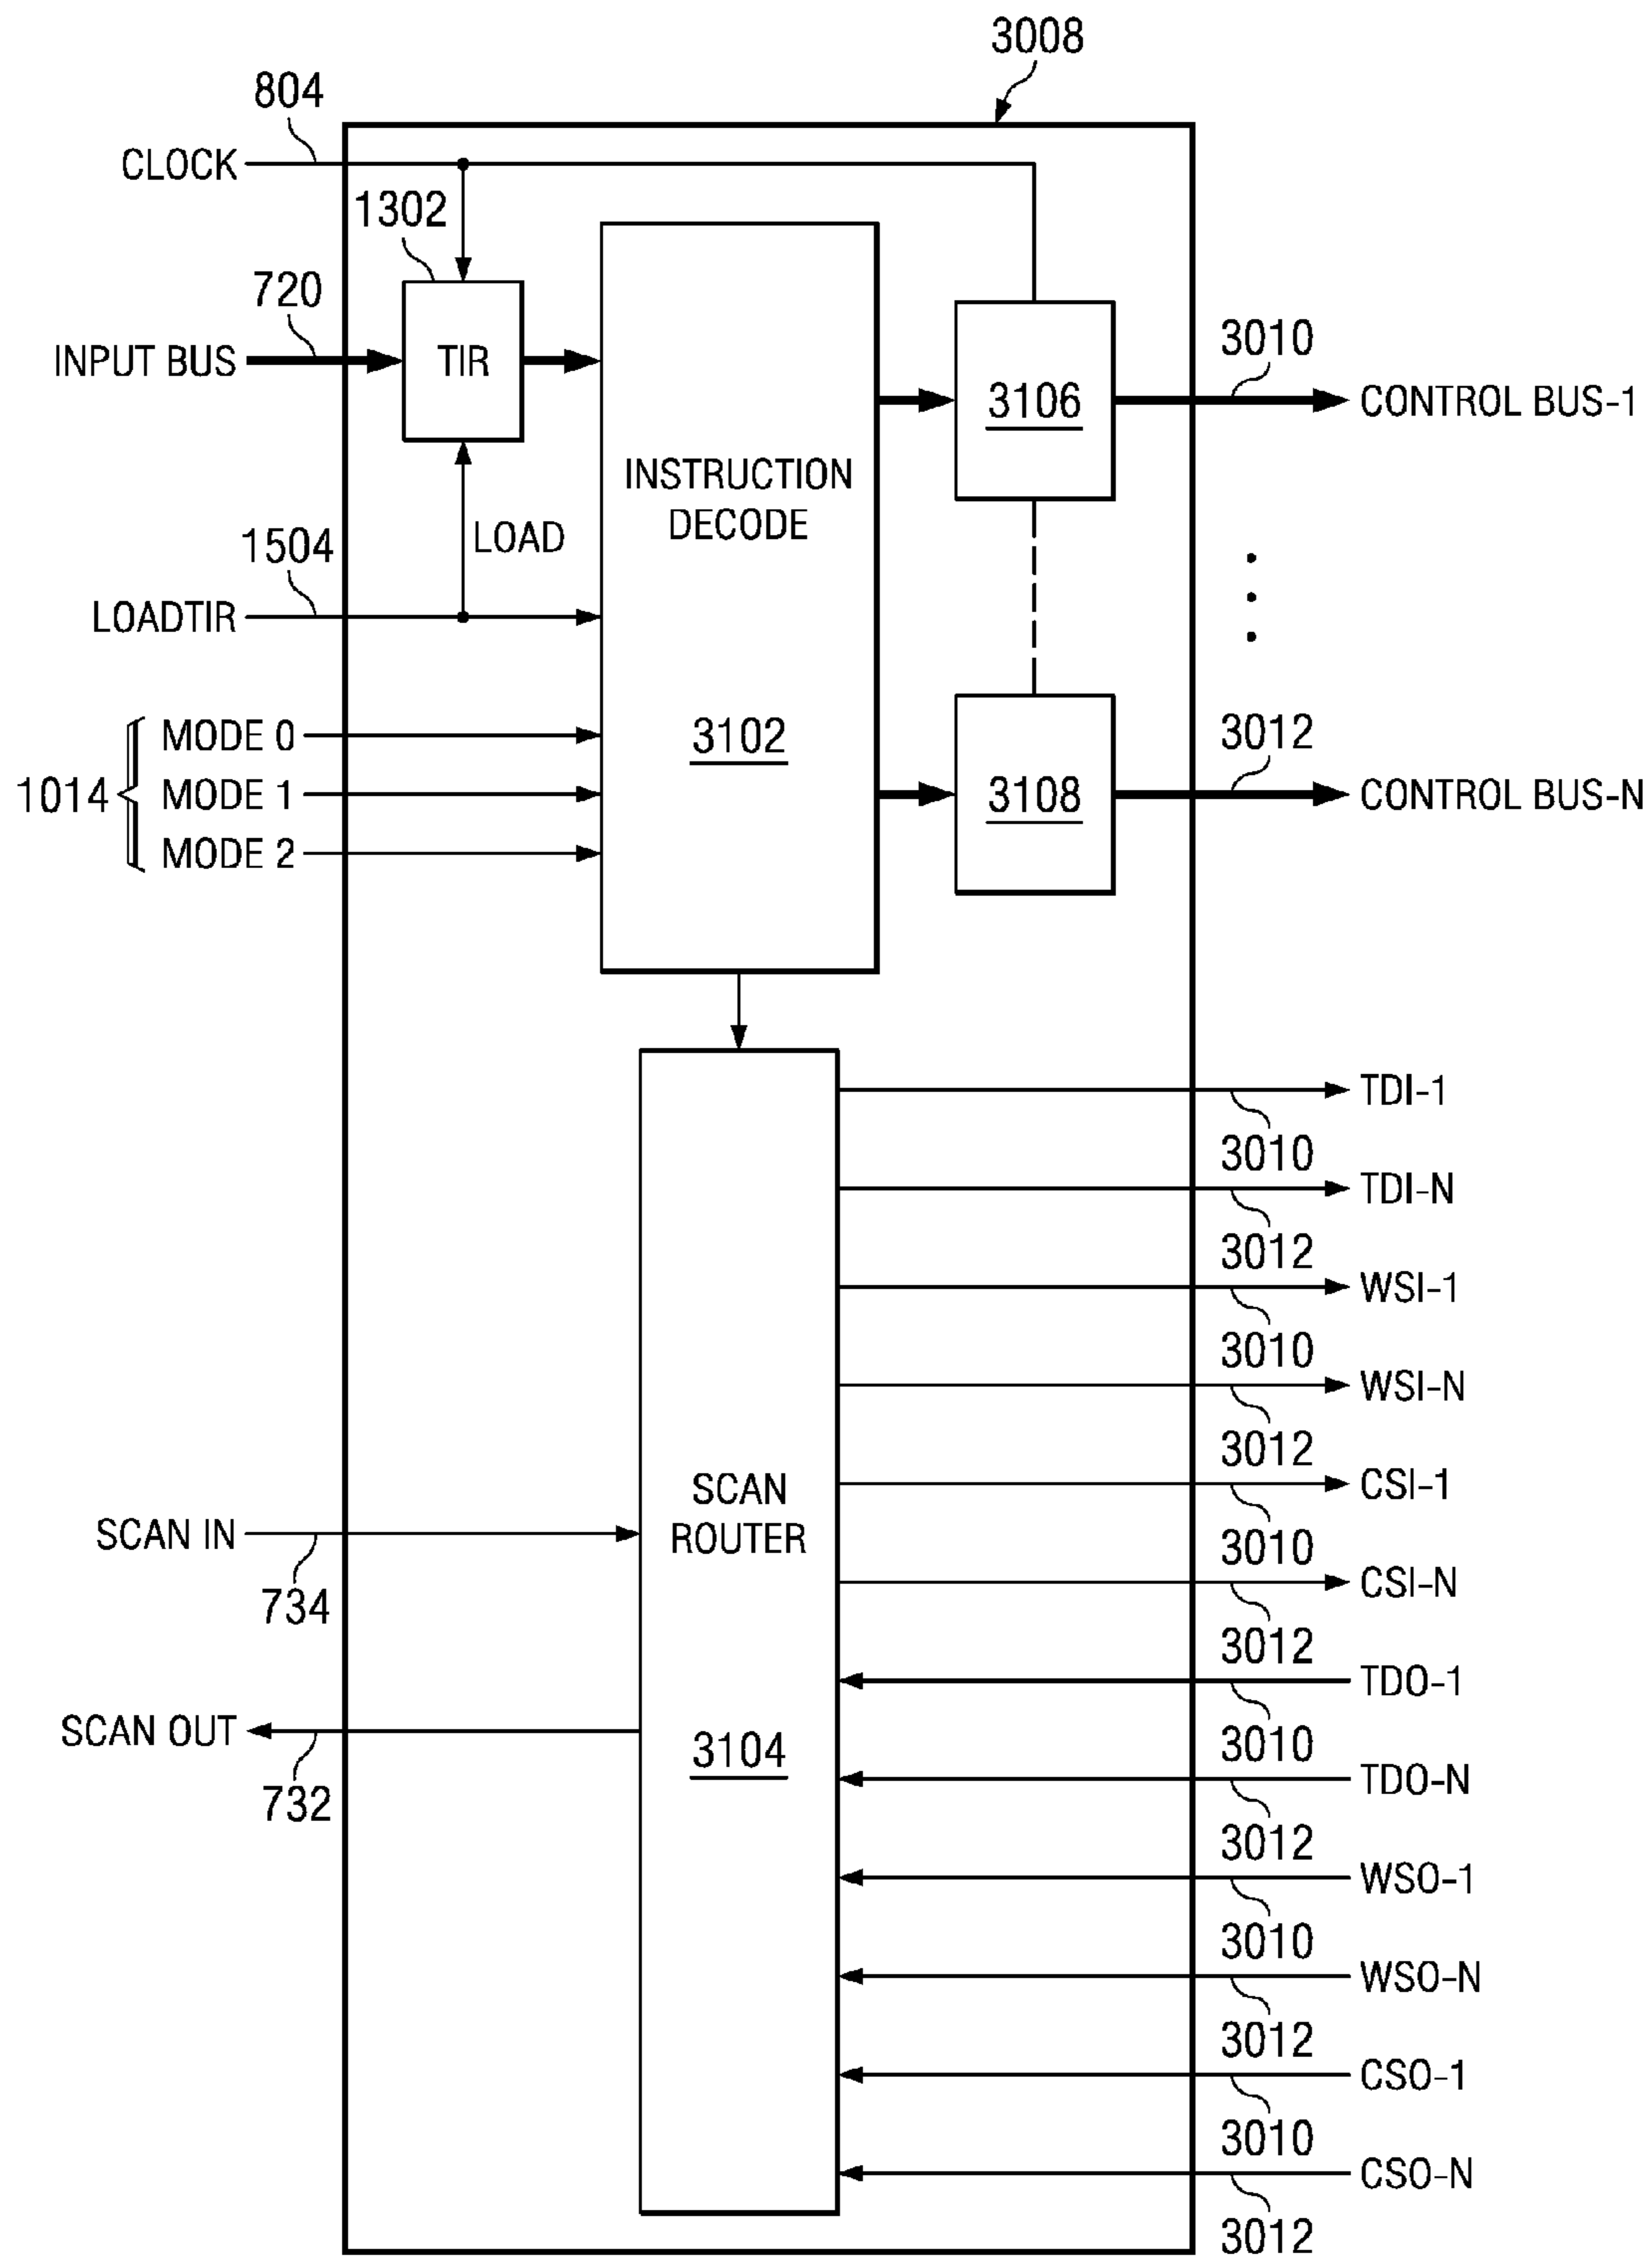 3008
804
CLOCK
1302
720
INPUT BUS
TIR
3010
3106
CONTROL BUS-1
INSTRUCTION
DECODE
LOAD
1504
LOADTIR
1014
MODE 0
MODE 1
MODE 2
3102
3012
3108
CONTROL BUS-N
TDI-1
3010
TDI-N
3012
WSI-1
3010
WSI-N
3012
CSI-1
3010
CSI-N
3012
SCAN
ROUTER
SCAN IN
734
TDO-1
3010
SCAN OUT
732
3104
TDO-N
3012
WSO-1
3010
WSO-N
3012
CSO-1
3010
CSO-N
3012